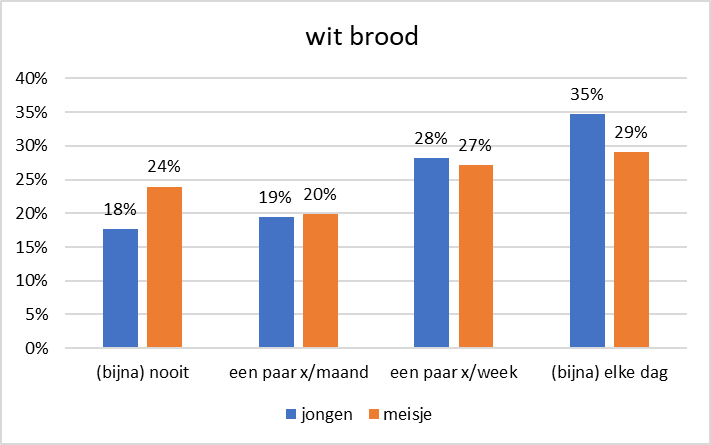 wit brood
40%
35%
30%
25%
20%
15%
10%
5%
0%
18%
24%
19%
20%
28%
27%
35%
29%
(bijna) nooit
een paar x/maand
een paar x/week
(bijna) elke dag
jongen
meisje